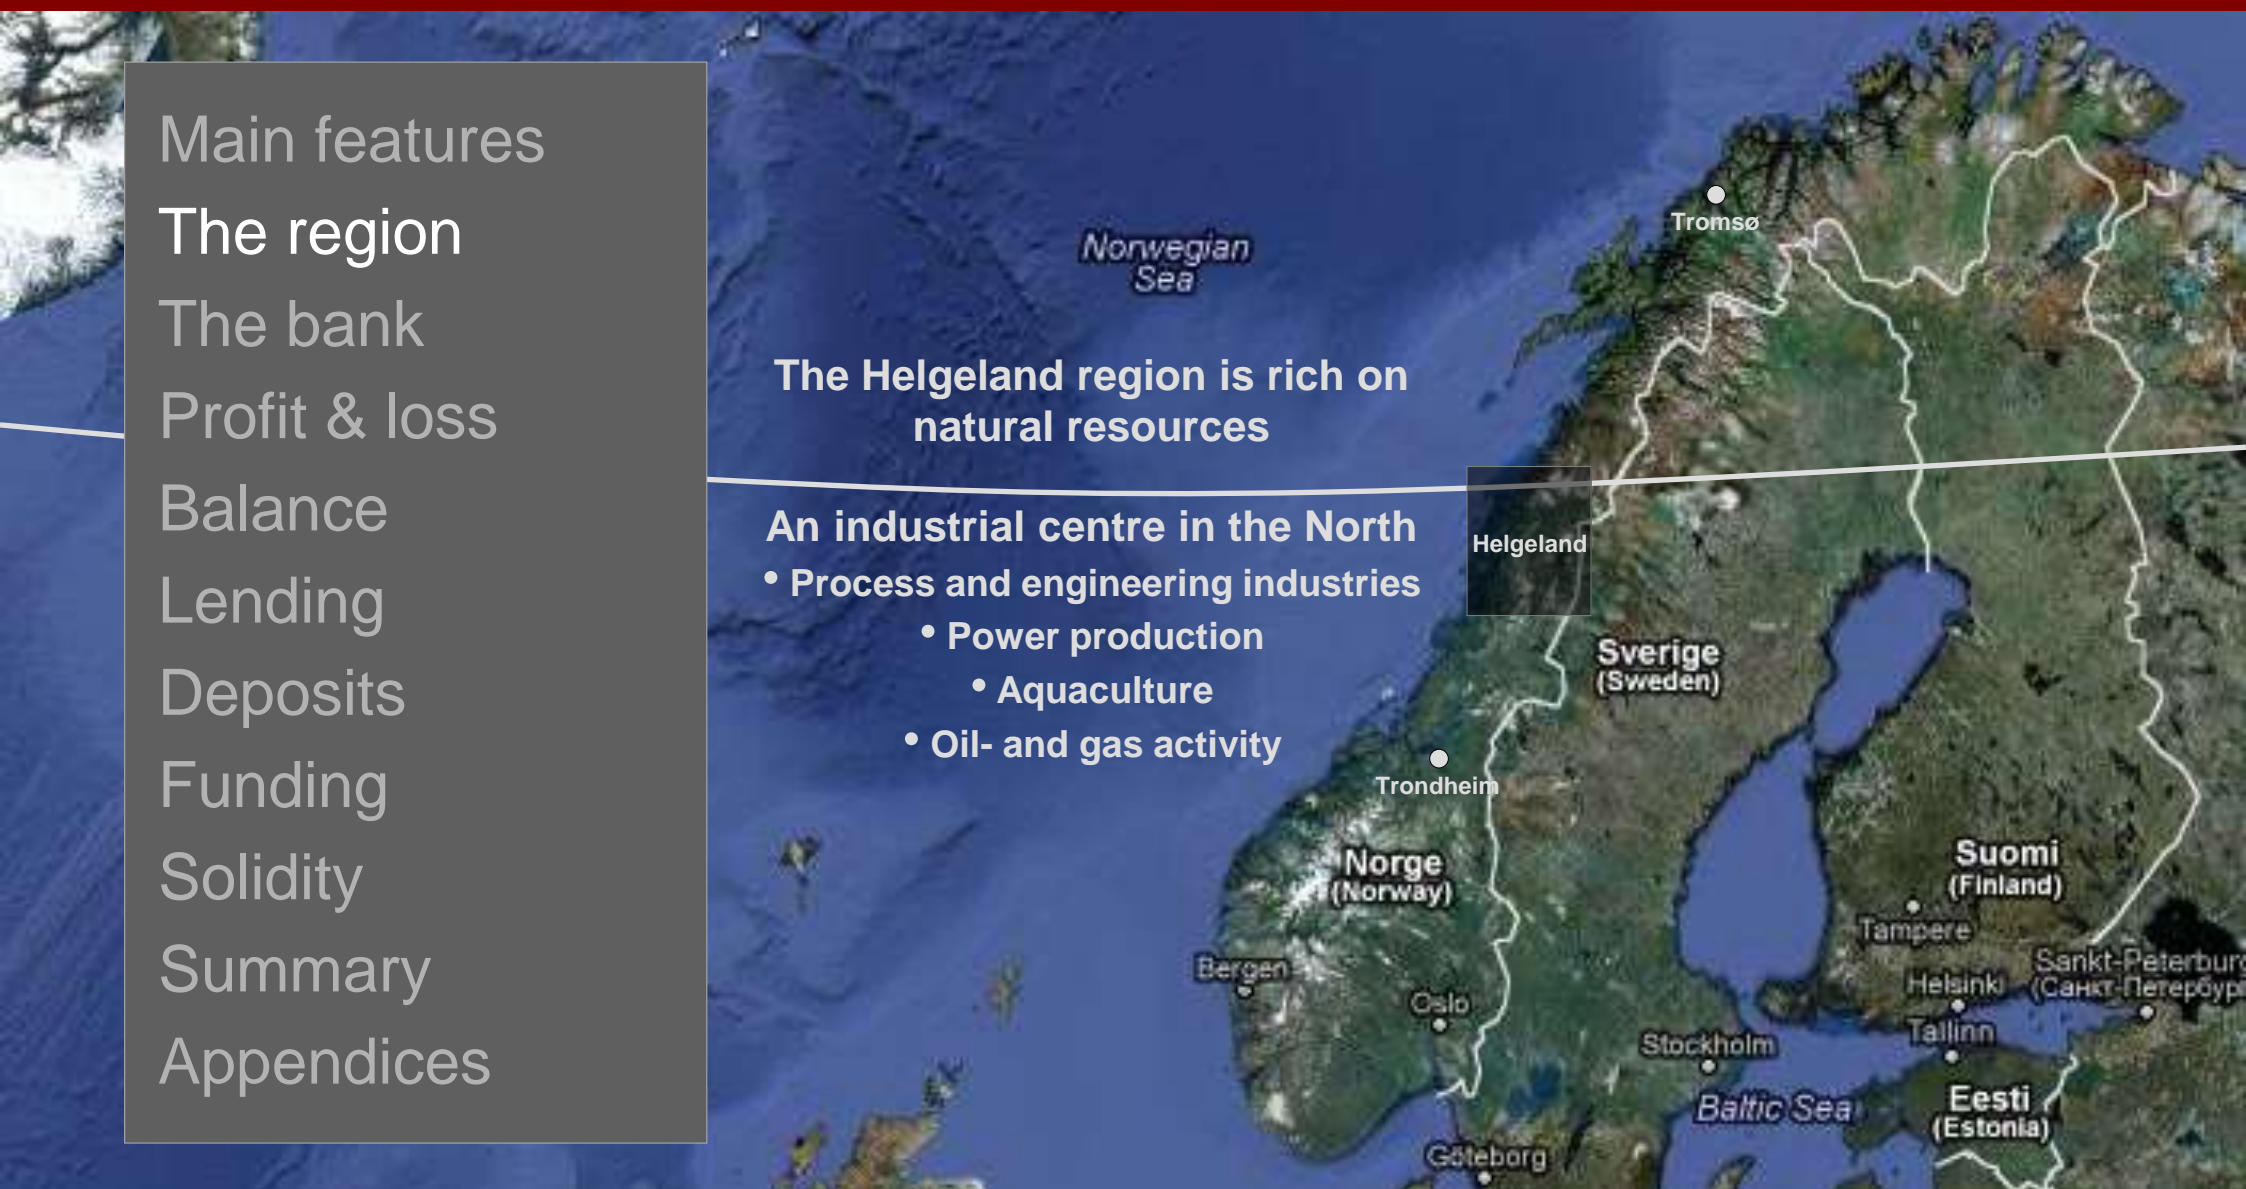 Main features
The region
The bank
Profit & loss
Balance
Lending
Deposits
Funding
Solidity
Summary
Appendices
Norwegian
Sea
The Helgeland region is rich on
natural resources
An industrial centre in the North
• Process and engineering industries
• Power production
• Aquaculture
• Oil- and gas activity
Tromsø
Helgeland
Sverige
(Sweden)
Trondheim
Norge
(Norway)
Suomi
(Finland)
Tampere
Bergen
Oslo
Helsinki
Sankt-Peterburg
(Санкт-Петербург
Stockholm
Tallinn
Baltic Sea
Eesti
(Estonia)
Göteborg